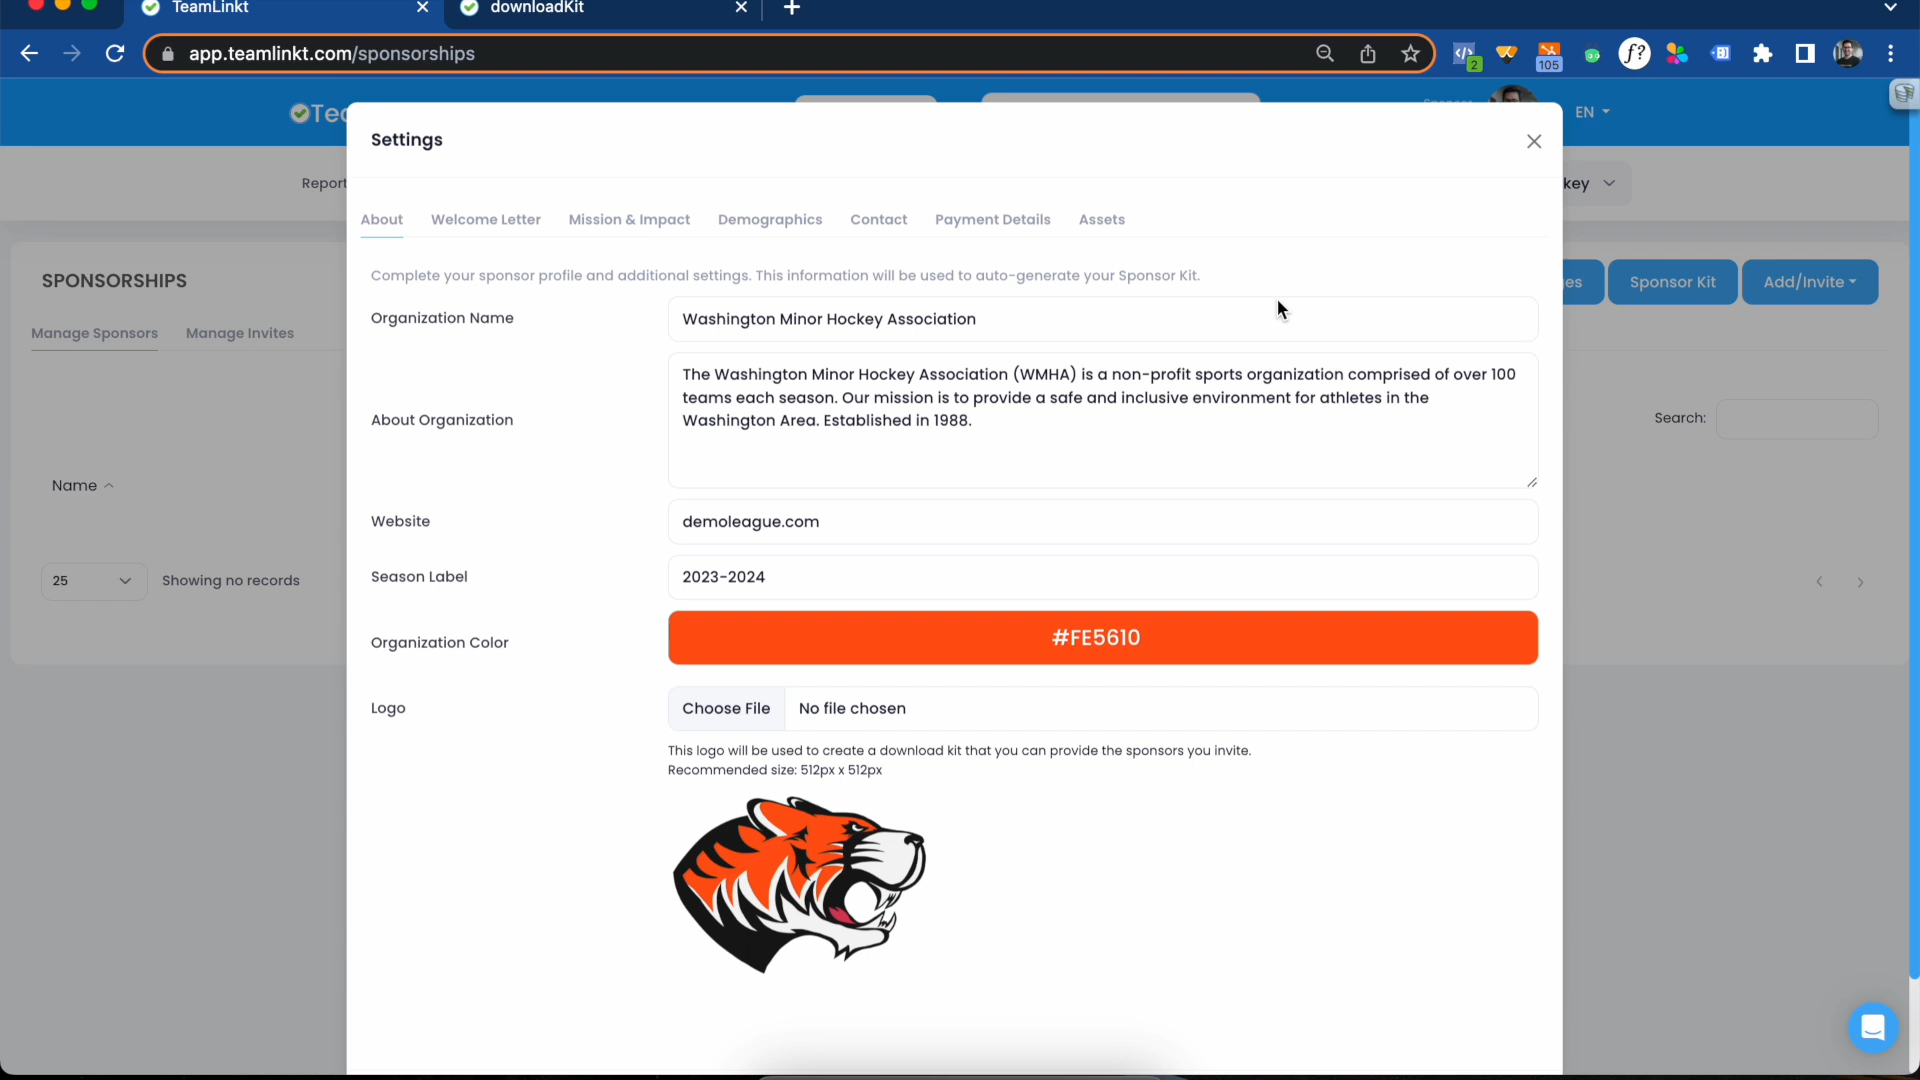 TeamLinkt
downloadKit
app.teamlinkt.com/sponsorships
2
105
f?
EN
Settings
Report
key
About
Welcome Letter
Mission & Impact
Demographics
Contact
Payment Details
Assets
SPONSORSHIPS
Complete your sponsor profile and additional settings. This information will be used to auto-generate your Sponsor Kit.
es
Sponsor Kit
Add/Invite
Manage Sponsors
Manage Invites
Organization Name
Washington Minor Hockey Association
About Organization
The Washington Minor Hockey Association (WMHA) is a non-profit sports organization comprised of over 100
teams each season. Our mission is to provide a safe and inclusive environment for athletes in the
Washington Area. Established in 1988.
Search:
Name
Website
demoleague.com
Season Label
2023-2024
25
Showing no records
Organization Color
#FE5610
Logo
Choose File
No file chosen
This logo will be used to create a download kit that you can provide the sponsors you invite.
Recommended size: 512px x 512px